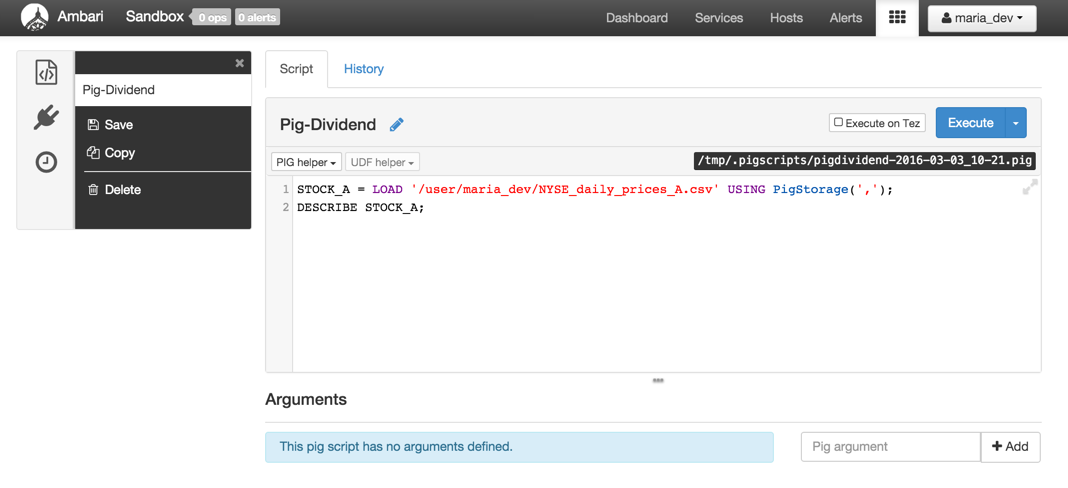 Ambari Sandbox 0 ops 0 alerts Dashboard Services Hosts Alerts maria_dev
Pig-Dividend
Save
Copy
Delete
Script History
Pig-Dividend Execute on Tez Execute
PIG helper UDF helper /tmp/.pigscripts/pigdividend-2016-03-03_10-21.pig
1 STOCK_A = LOAD '/user/maria_dev/NYSE_daily_prices_A.csv' USING PigStorage(',');
2 DESCRIBE STOCK_A;
Arguments
This pig script has no arguments defined. Pig argument + Add